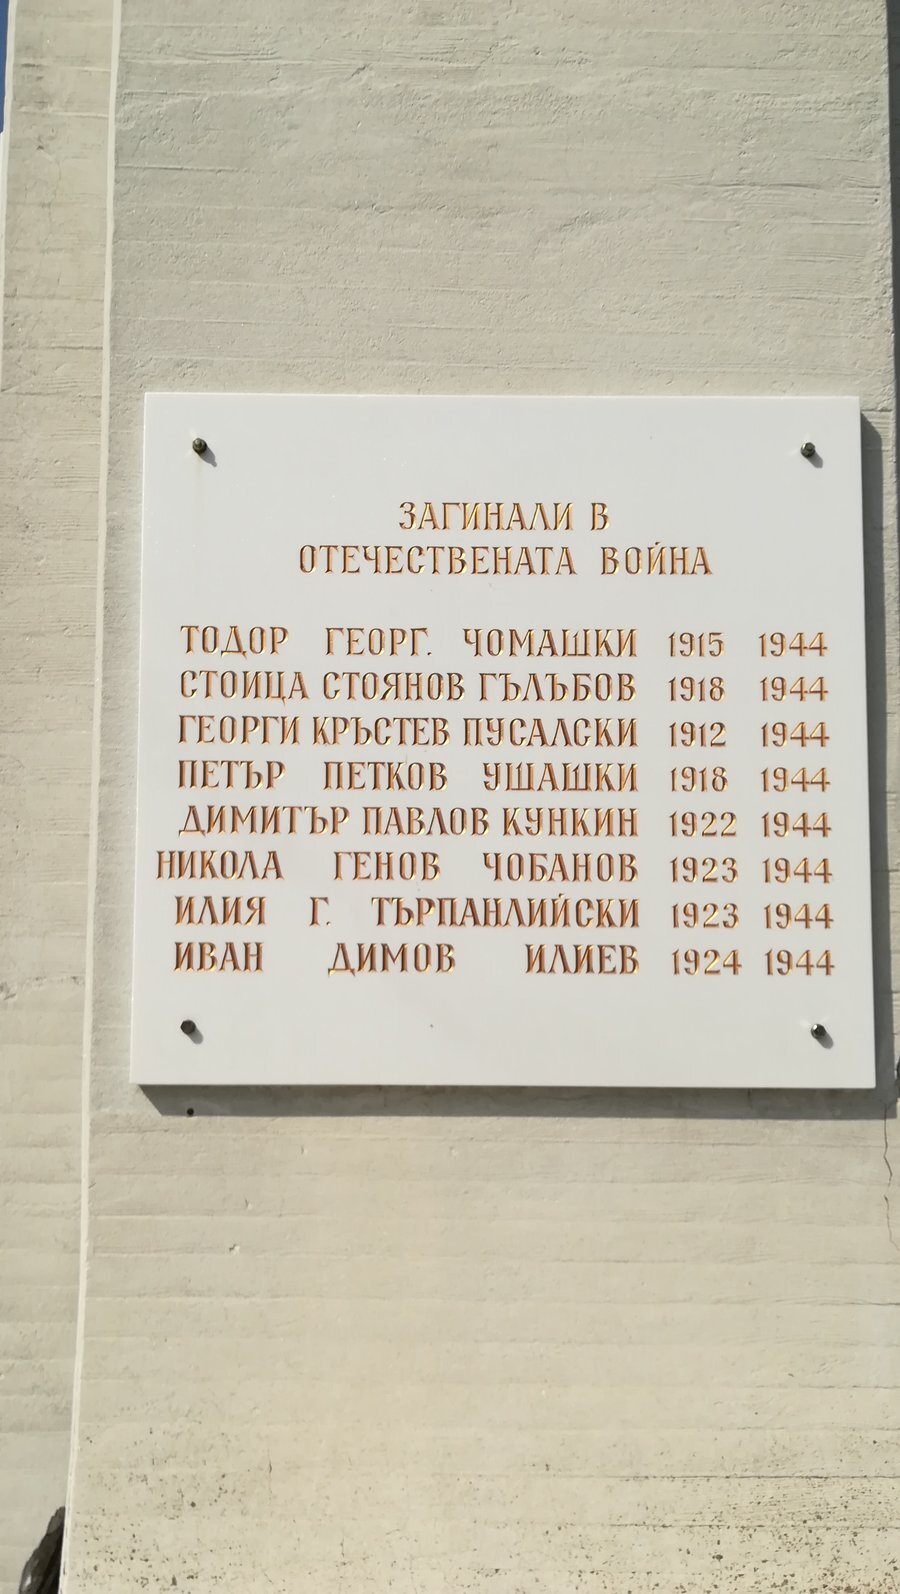 ЗАГИНАЛИ В
ОТЕЧЕСТВЕНАТА ВОЙНА
ТОДОР ГЕОРГ. ЧОМАШКИ 1915 1944
СТОИЦА СТОЯНОВ ГЪЛЪБОВ 1918 1944
ГЕОРГИ КРЪСТЕВ ПУСАЛСКИ 1912 1944
ПЕТЪР ПЕТКОВ УШАШКИ 1918 1944
ДИМИТЪР ПАВЛОВ КУНКИН 1922 1944
НИКОЛА ГЕНОВ ЧОБАНОВ 1923 1944
ИЛИЯ Г. ТЪРПАНЛИЙСКИ 1923 1944
ИВАН ДИМОВ ИЛИЕВ 1924 1944